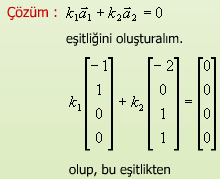 Çözüm : k₁a⃗₁ + k₂a⃗₂ = 0
eşitliğini oluşturalım.
k₁ [-1 1 0 0] + k₂ [-2 0 1 1] = [0 0 0 0]
olup, bu eşitlikten